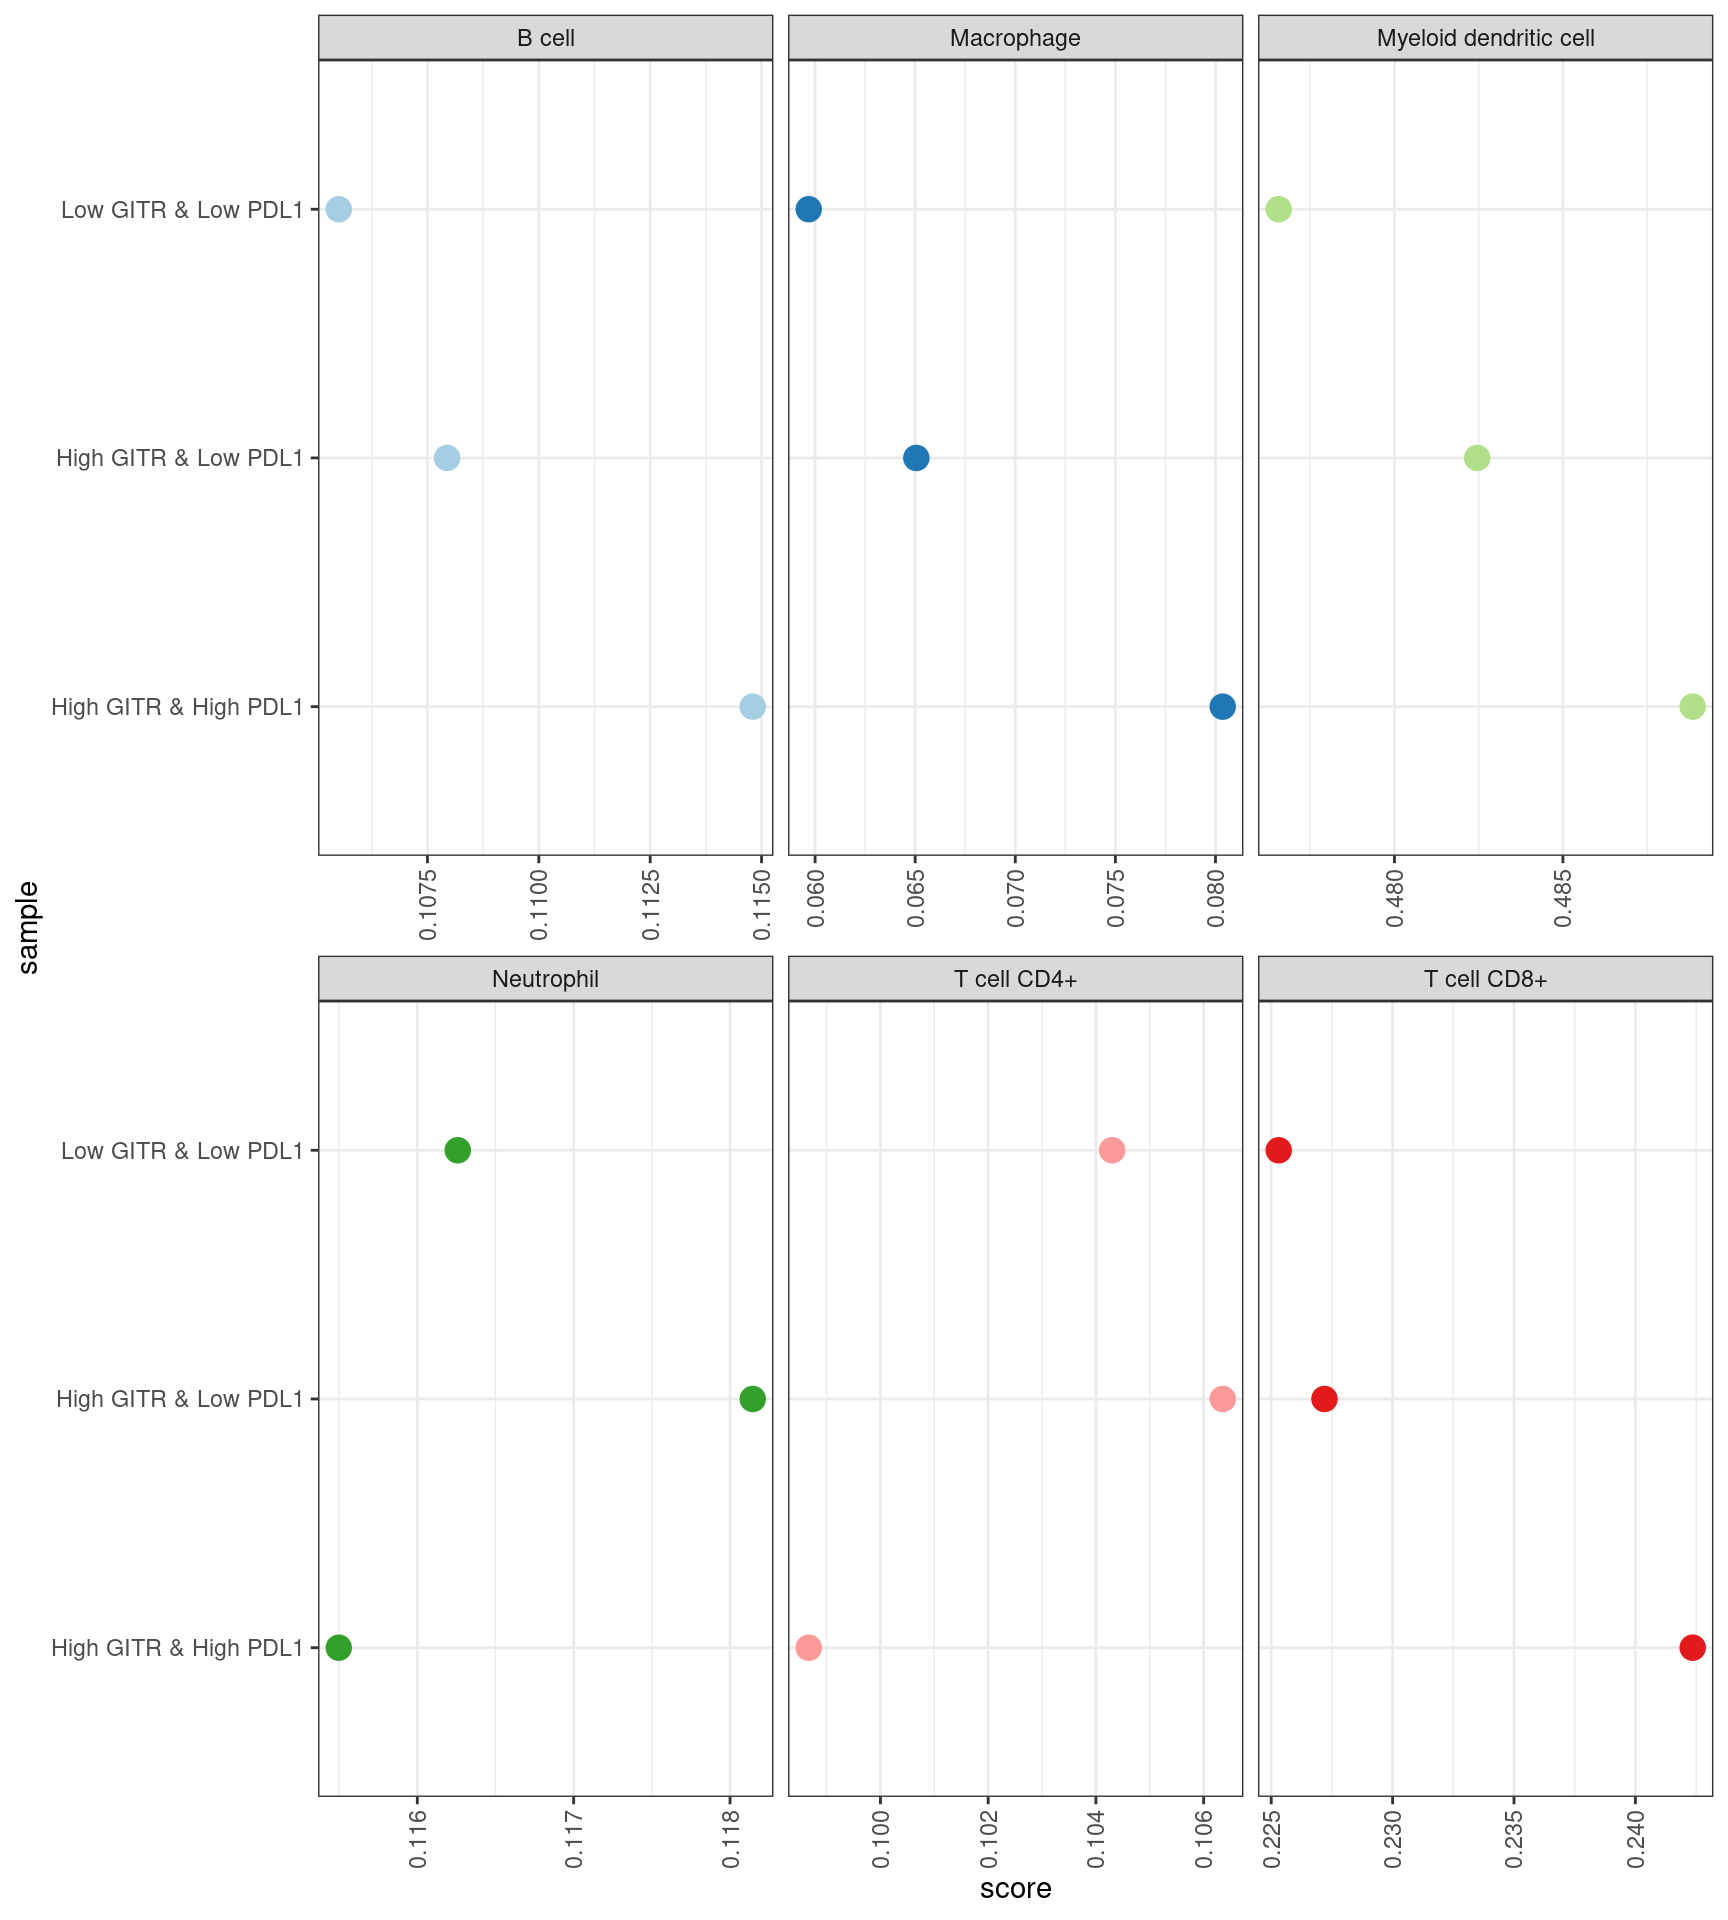 B cell
Macrophage
Myeloid dendritic cell
Low GITR & Low PDL1
High GITR & Low PDL1
High GITR & High PDL1
0.1075
0.1100
0.1125
0.1150
0.060
0.065
0.070
0.075
0.080
0.480
0.485
sample
Neutrophil
T cell CD4+
T cell CD8+
Low GITR & Low PDL1
High GITR & Low PDL1
High GITR & High PDL1
0.116
0.117
0.118
0.100
0.102
0.104
0.106
0.225
0.230
0.235
0.240
score